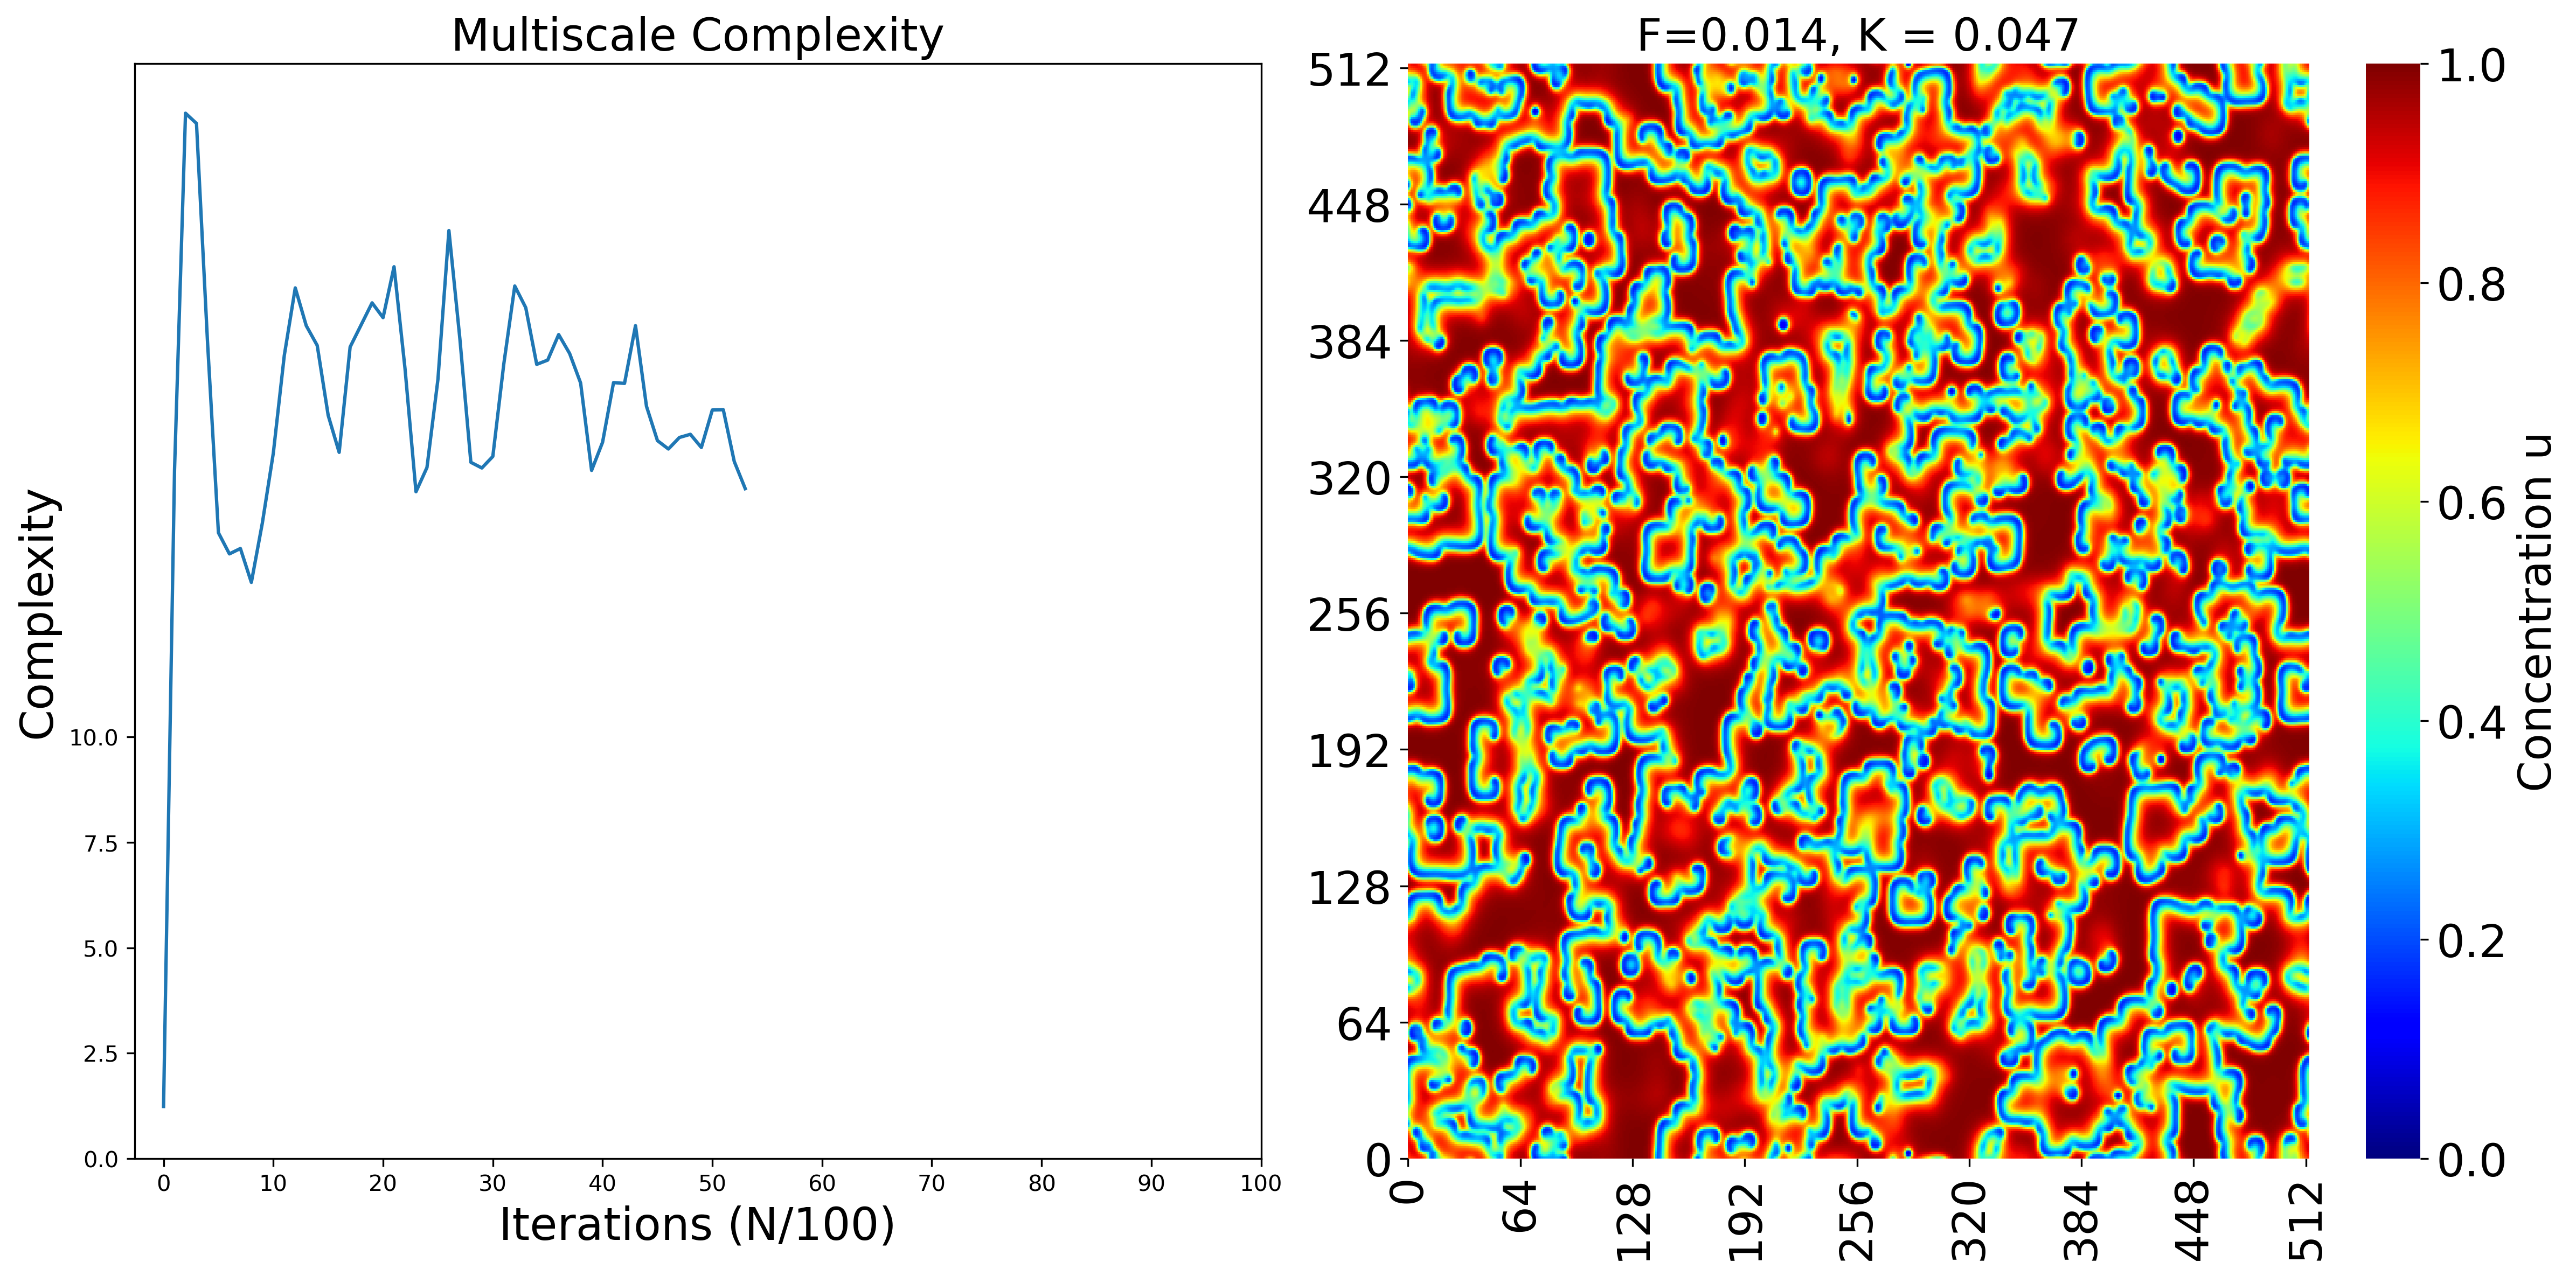 Multiscale Complexity
Complexity
10.0
7.5
5.0
2.5
0.0
0 10 20 30 40 50 60 70 80 90 100
Iterations (N/100)
F=0.014, K = 0.047
512
448
384
320
256
192
128
64
0
0 64 128 192 256 320 384 448 512
1.0
0.8
0.6
0.4
0.2
0.0
Concentration u